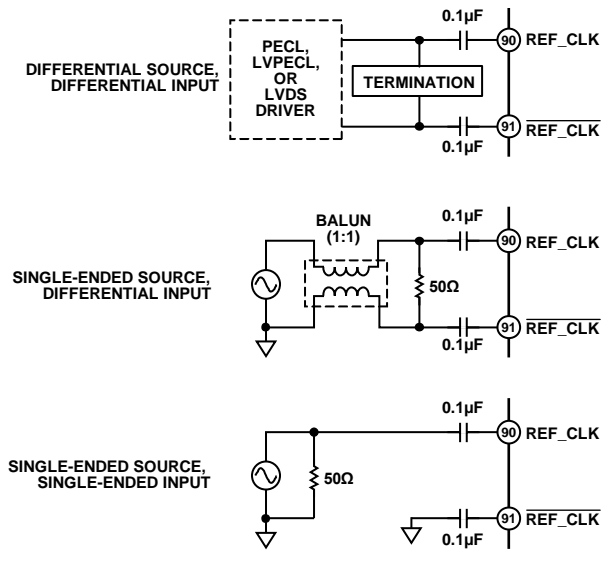 0.1µF
PECL,
LVPECL,
OR
LVDS
DRIVER
DIFFERENTIAL SOURCE,
DIFFERENTIAL INPUT
TERMINATION
90 REF_CLK
91 REF_CLK
0.1µF
BALUN
(1:1)
0.1µF
90 REF_CLK
SINGLE-ENDED SOURCE,
DIFFERENTIAL INPUT
50Ω
91 REF_CLK
0.1µF
0.1µF
90 REF_CLK
SINGLE-ENDED SOURCE,
SINGLE-ENDED INPUT
50Ω
91 REF_CLK
0.1µF